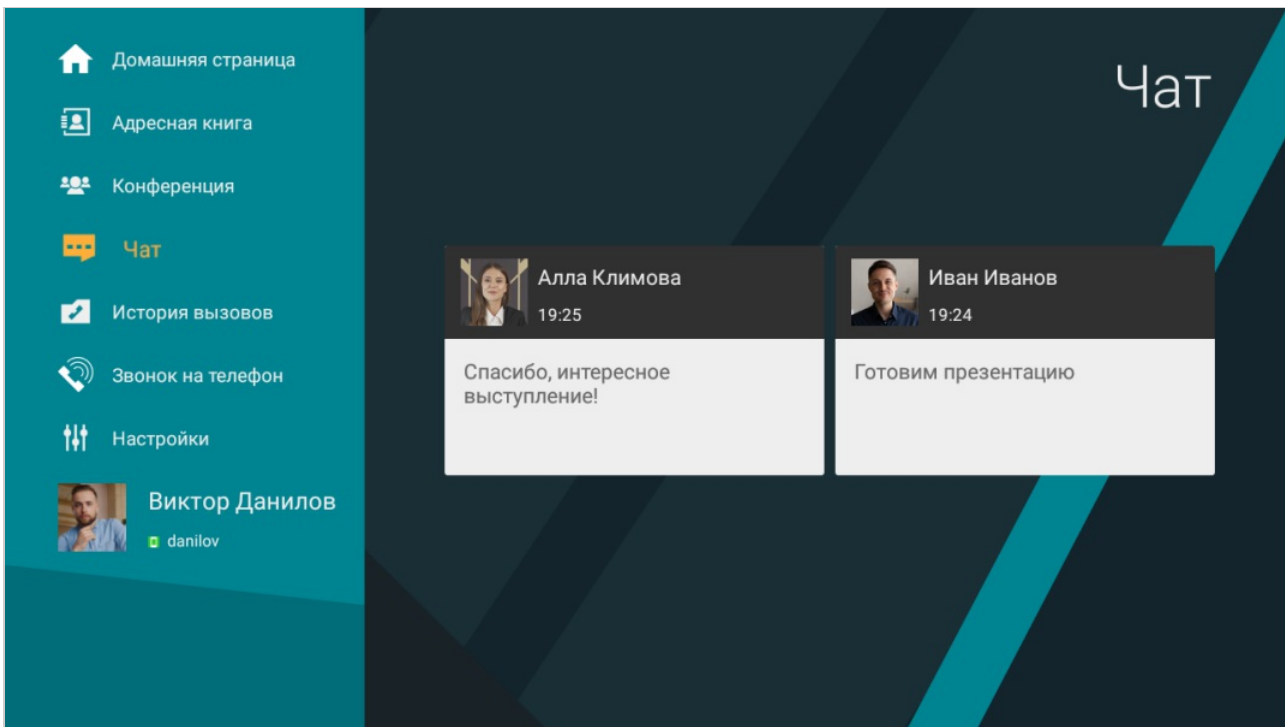 Домашняя страница
Адресная книга
Конференция
Чат
История вызовов
Звонок на телефон
Настройки
Виктор Данилов
danilov
Чат
Алла Климова
19:25
Спасибо, интересное
выступление!
Иван Иванов
19:24
Готовим презентацию